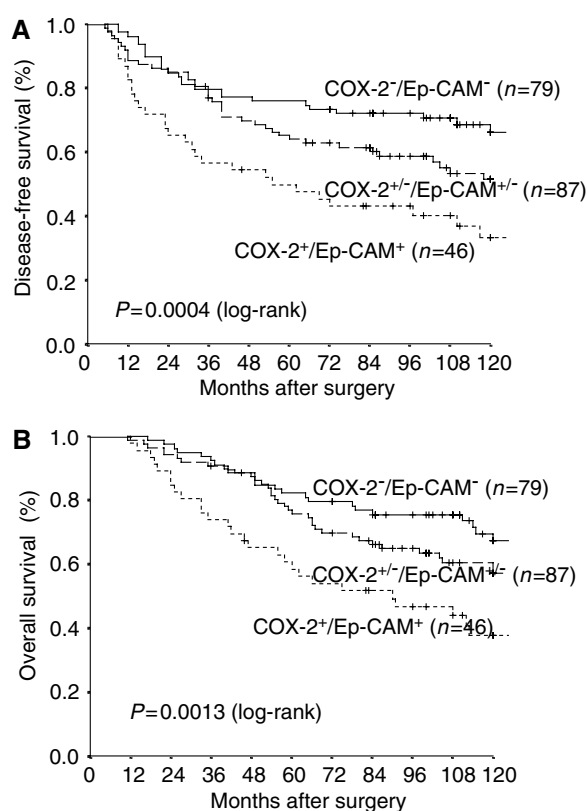 A
Disease-free survival (%)
1.0
0.8
0.6
0.4
0.2
0.0
COX-2⁻/Ep-CAM⁻ (n=79)
COX-2⁺/⁻/Ep-CAM⁺/⁻ (n=87)
COX-2⁺/Ep-CAM⁺ (n=46)
P=0.0004 (log-rank)
0 12 24 36 48 60 72 84 96 108 120
Months after surgery
B
Overall survival (%)
1.0
0.8
0.6
0.4
0.2
0.0
COX-2⁻/Ep-CAM⁻ (n=79)
COX-2⁺/⁻/Ep-CAM⁺/⁻ (n=87)
COX-2⁺/Ep-CAM⁺ (n=46)
P=0.0013 (log-rank)
0 12 24 36 48 60 72 84 96 108 120
Months after surgery